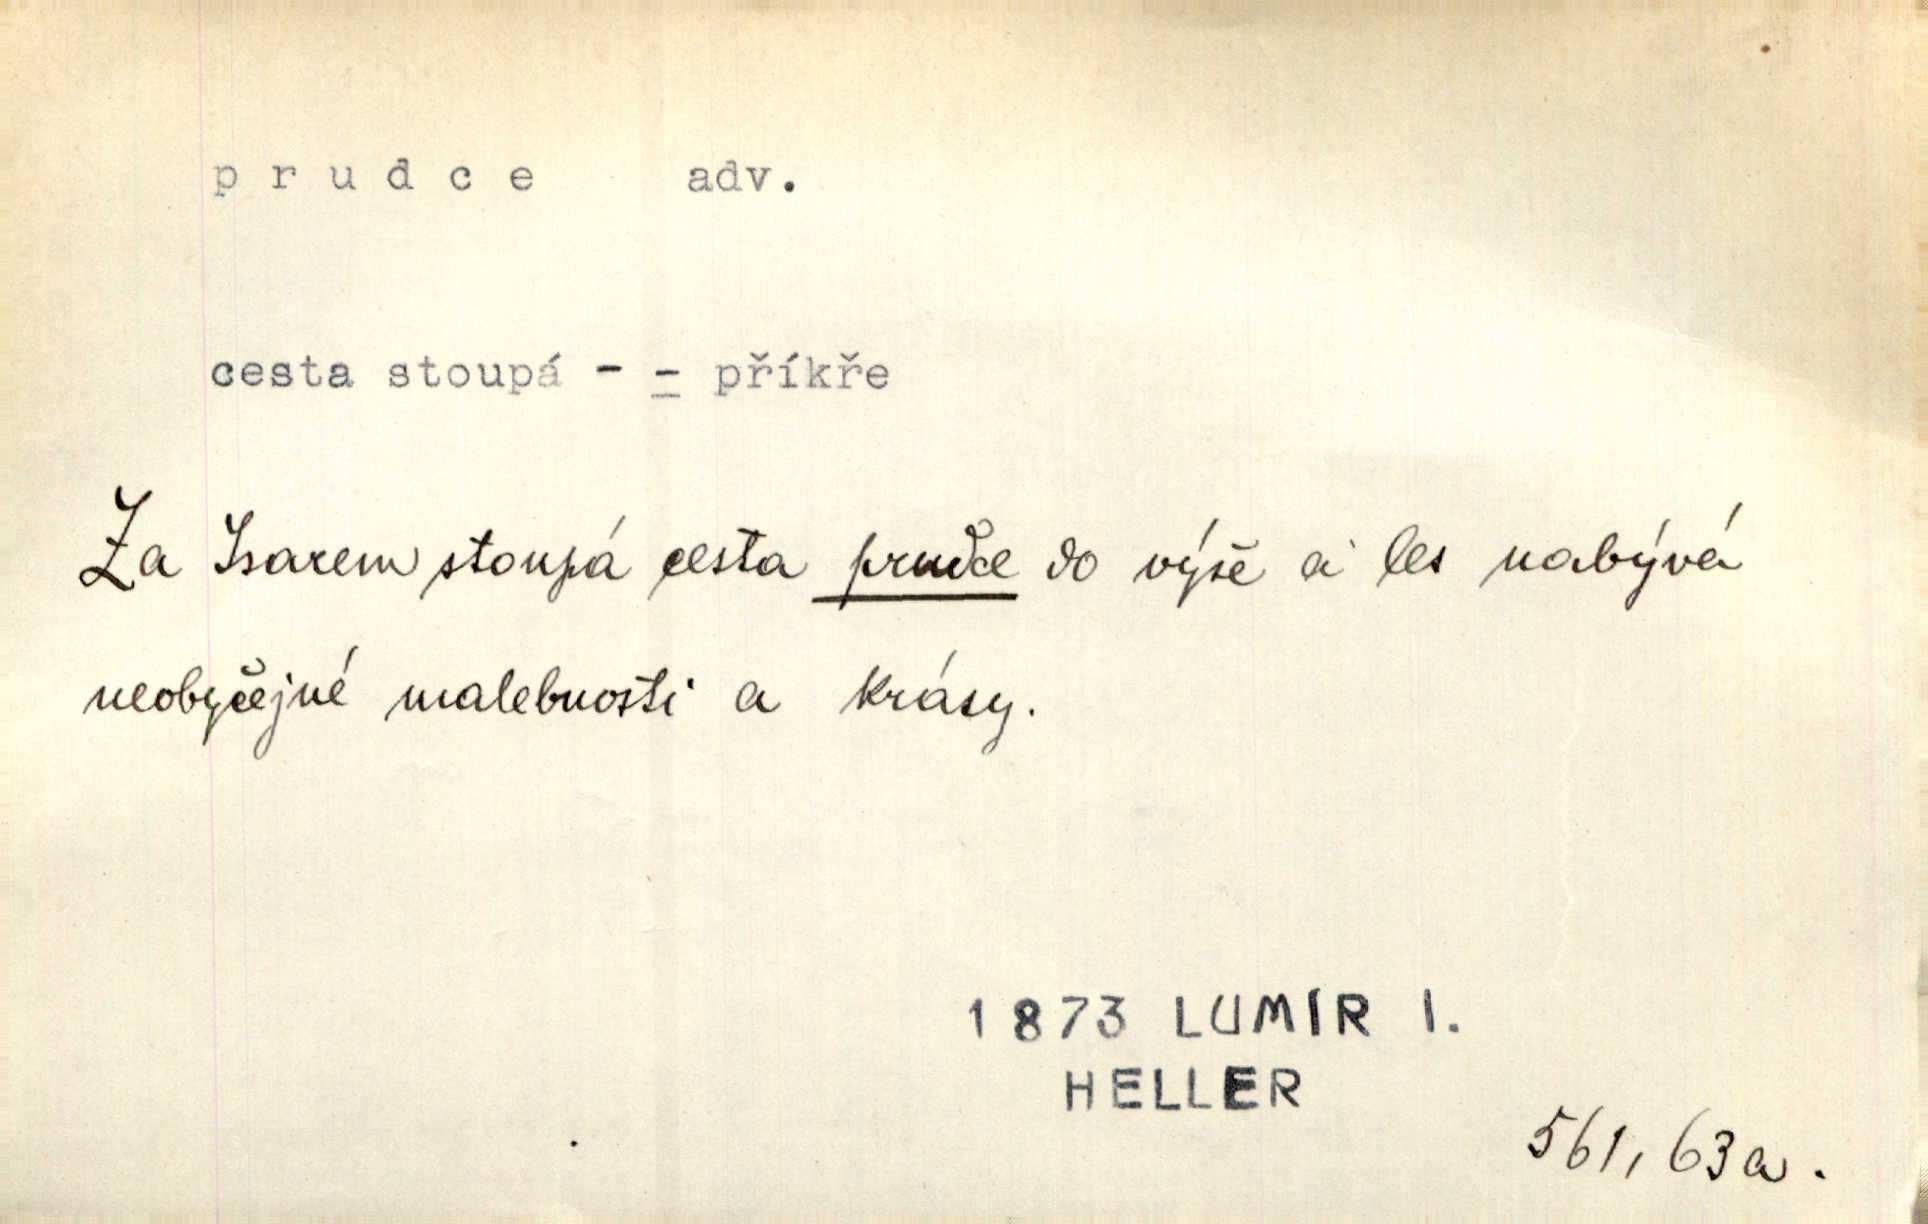 prudce adv.
cesta stoupá - - příkře
Za Isarem stoupá cesta prudce do výše a les nabývá
neobyčejné malebnosti a krásy.
1873 LUMÍR I.
HELLER
561, 63a.